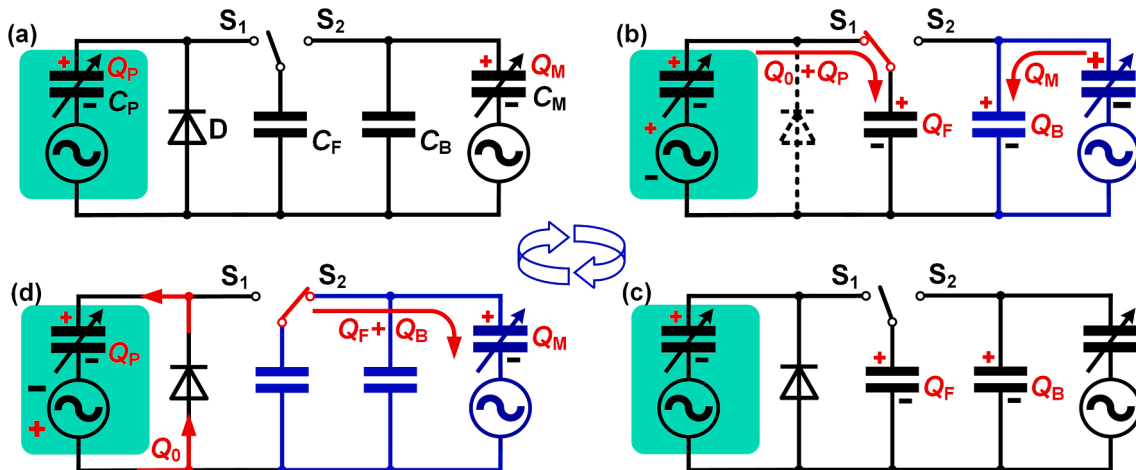 (a)
S1
S2
+
QP
CP
-
D
CF
CB
+
QM
CM
-
(b)
S1
S2
Q0 + QP
+
-
+
QF
-
+
QB
-
QM
+
-
(d)
S1
S2
+
QP
-
-
+
Q0
QF + QB
+
QM
-
(c)
S1
S2
+
-
+
QF
-
+
QB
-